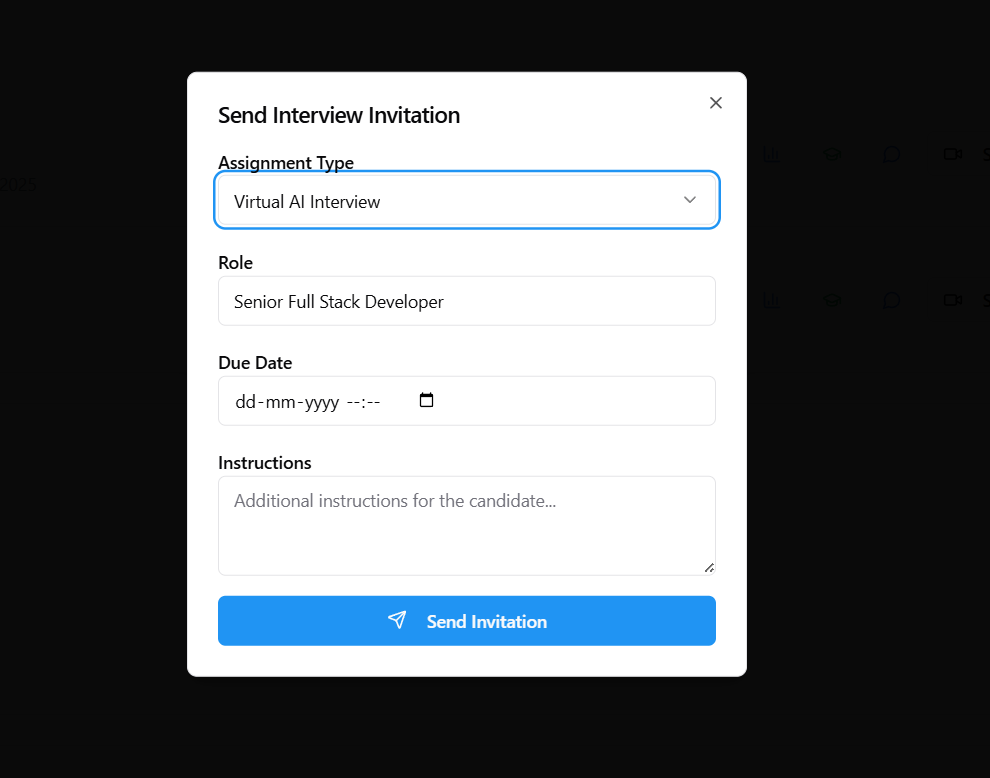 Send Interview Invitation
Assignment Type
Virtual AI Interview
Role
Senior Full Stack Developer
Due Date
dd-mm-yyyy --:--
Instructions
Additional instructions for the candidate...
Send Invitation
2025